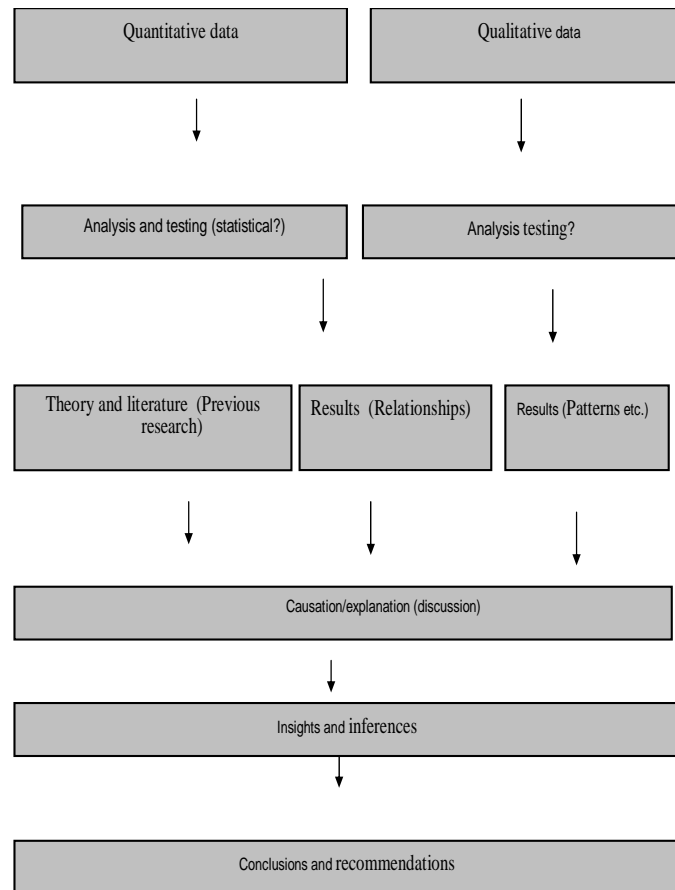 Quantitative data
Qualitative data
Analysis and testing (statistical?)
Analysis testing?
Theory and literature (Previous
research)
Results (Relationships)
Results (Patterns etc.)
Causation/explanation (discussion)
Insights and inferences
Conclusions and recommendations